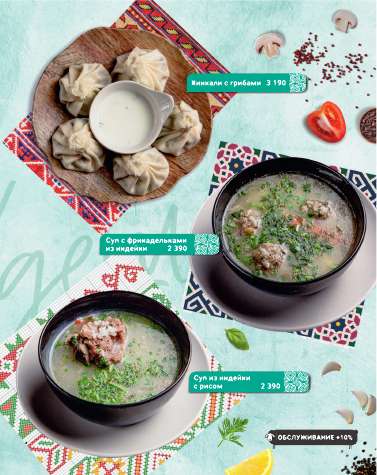 Хинкали с грибами 3 190
Суп с фрикадельками
из индейки 2 390
Суп из индейки
с рисом 2 390
ОБСЛУЖИВАНИЕ +10%